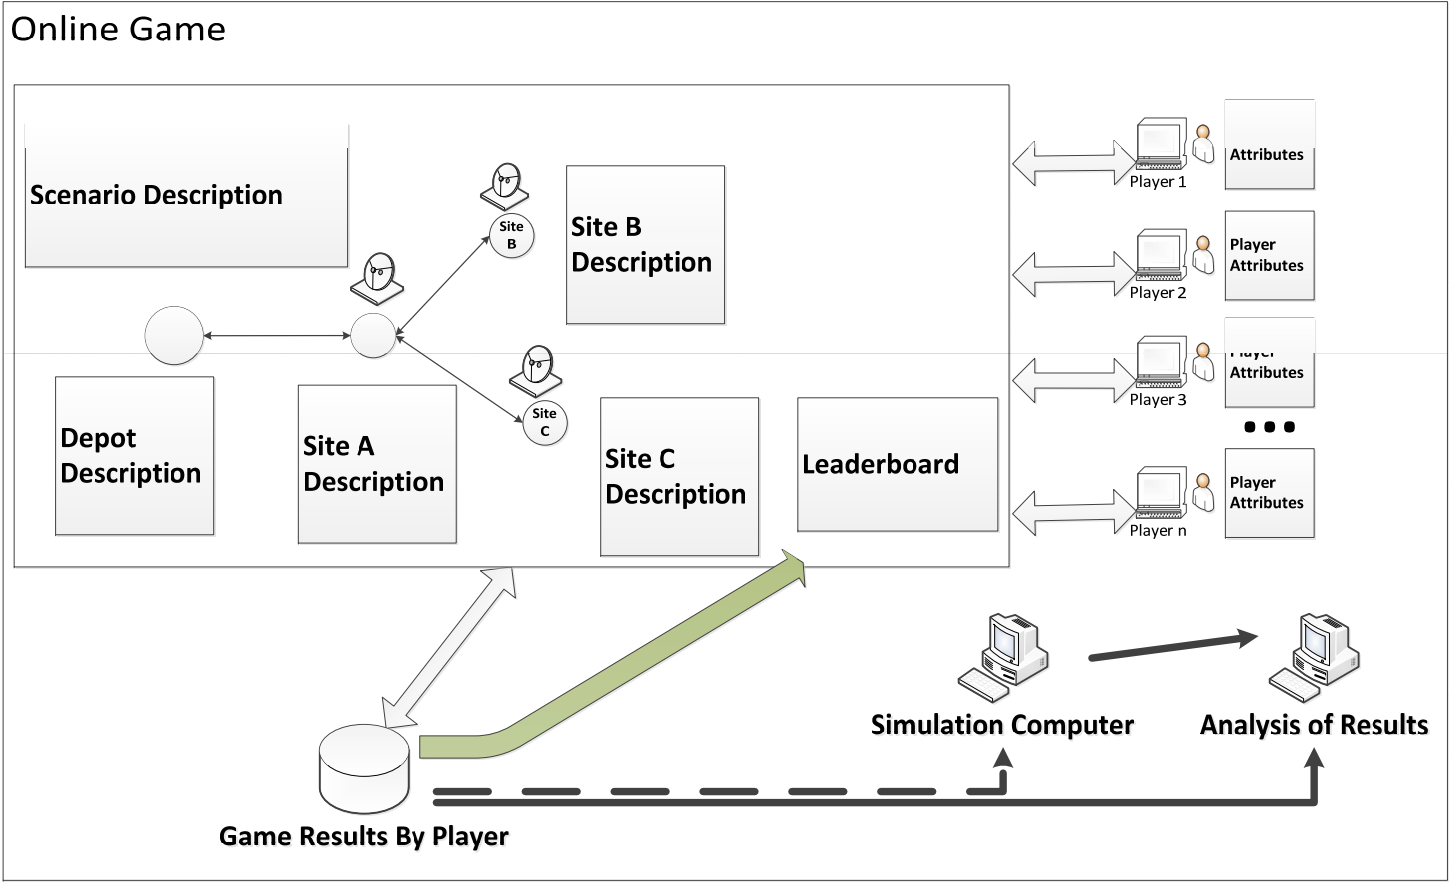 Online Game
Scenario Description
Site
B
Site B
Description
Site
C
Depot
Description
Site A
Description
Site C
Description
Leaderboard
Player 1
Attributes
Player 2
Player
Attributes
Player 3
Player
Attributes
Player n
Player
Attributes
Simulation Computer
Analysis of Results
Game Results By Player